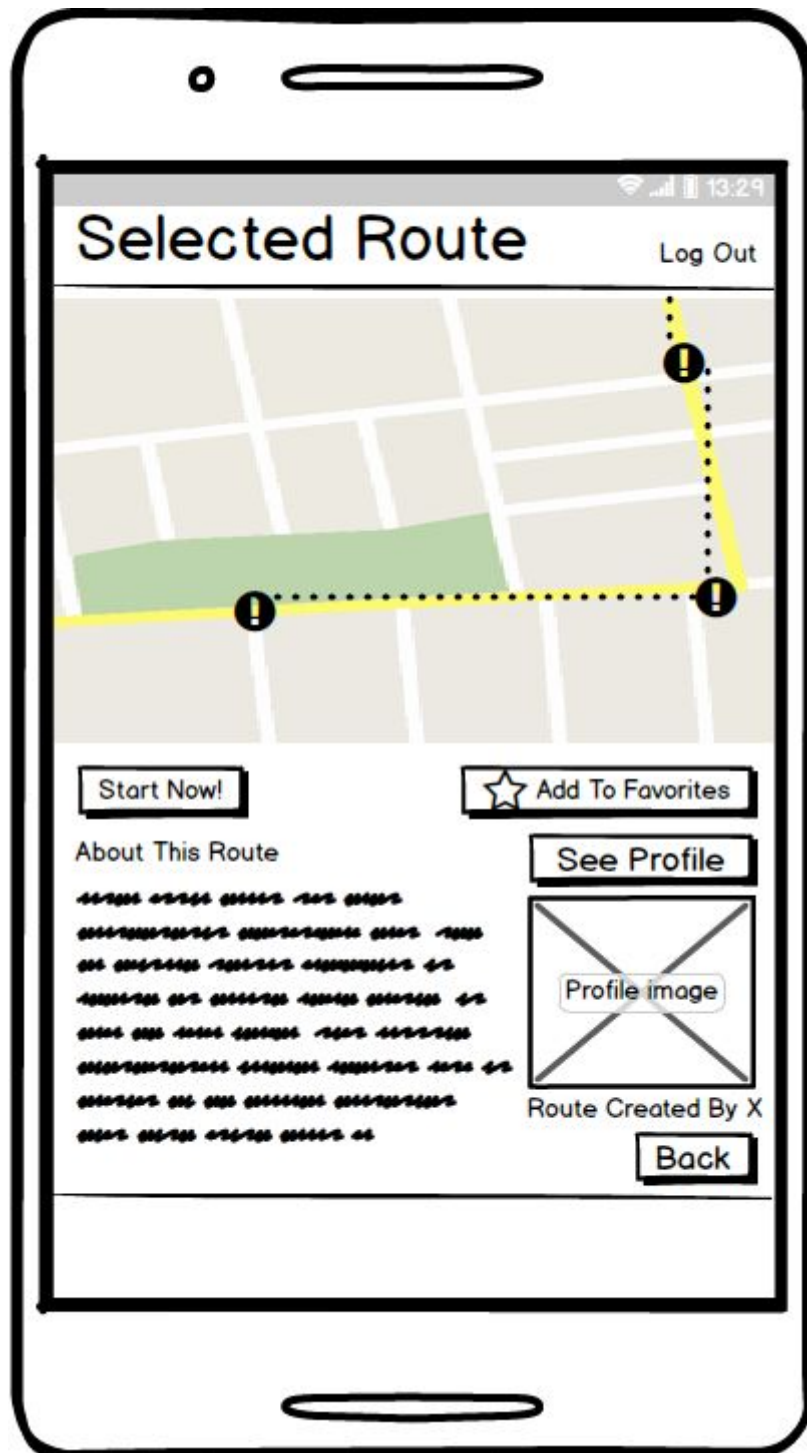 13:29
Selected Route
Log Out
Start Now!
Add To Favorites
About This Route
See Profile
Profile image
Route Created By X
Back